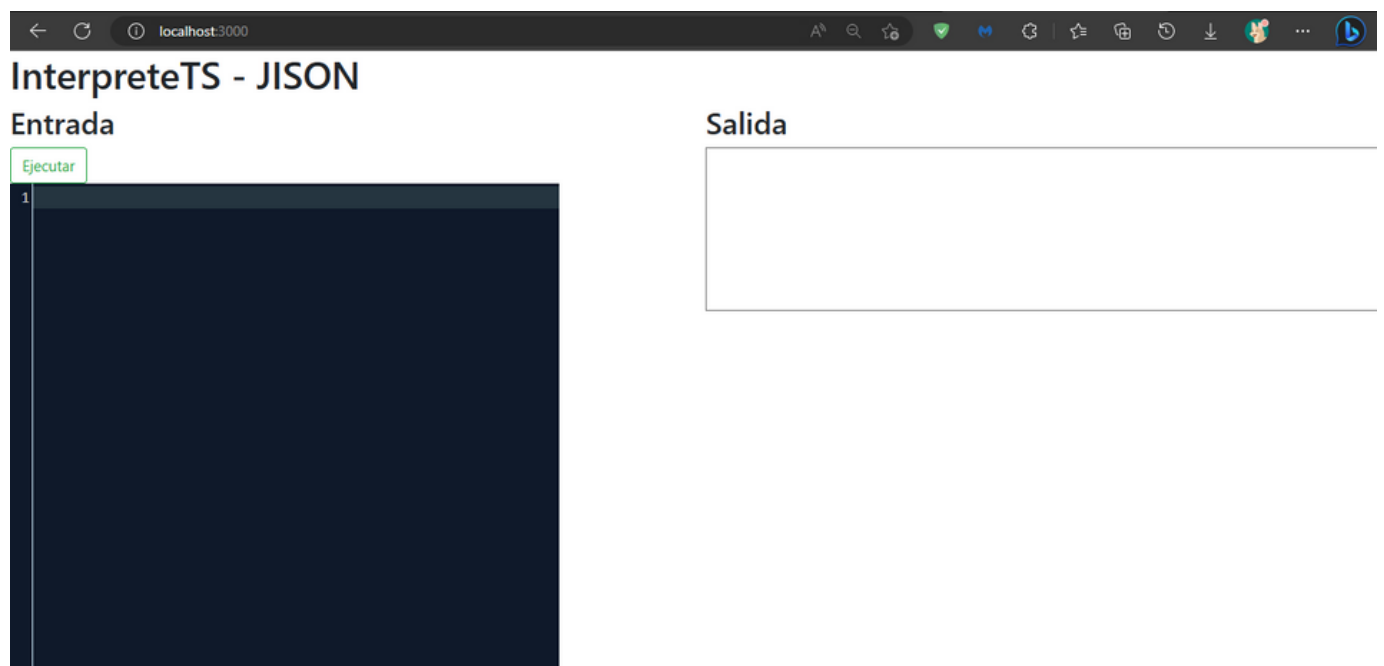 localhost:3000
InterpreteTS - JISON
Entrada
Salida
Ejecutar
1